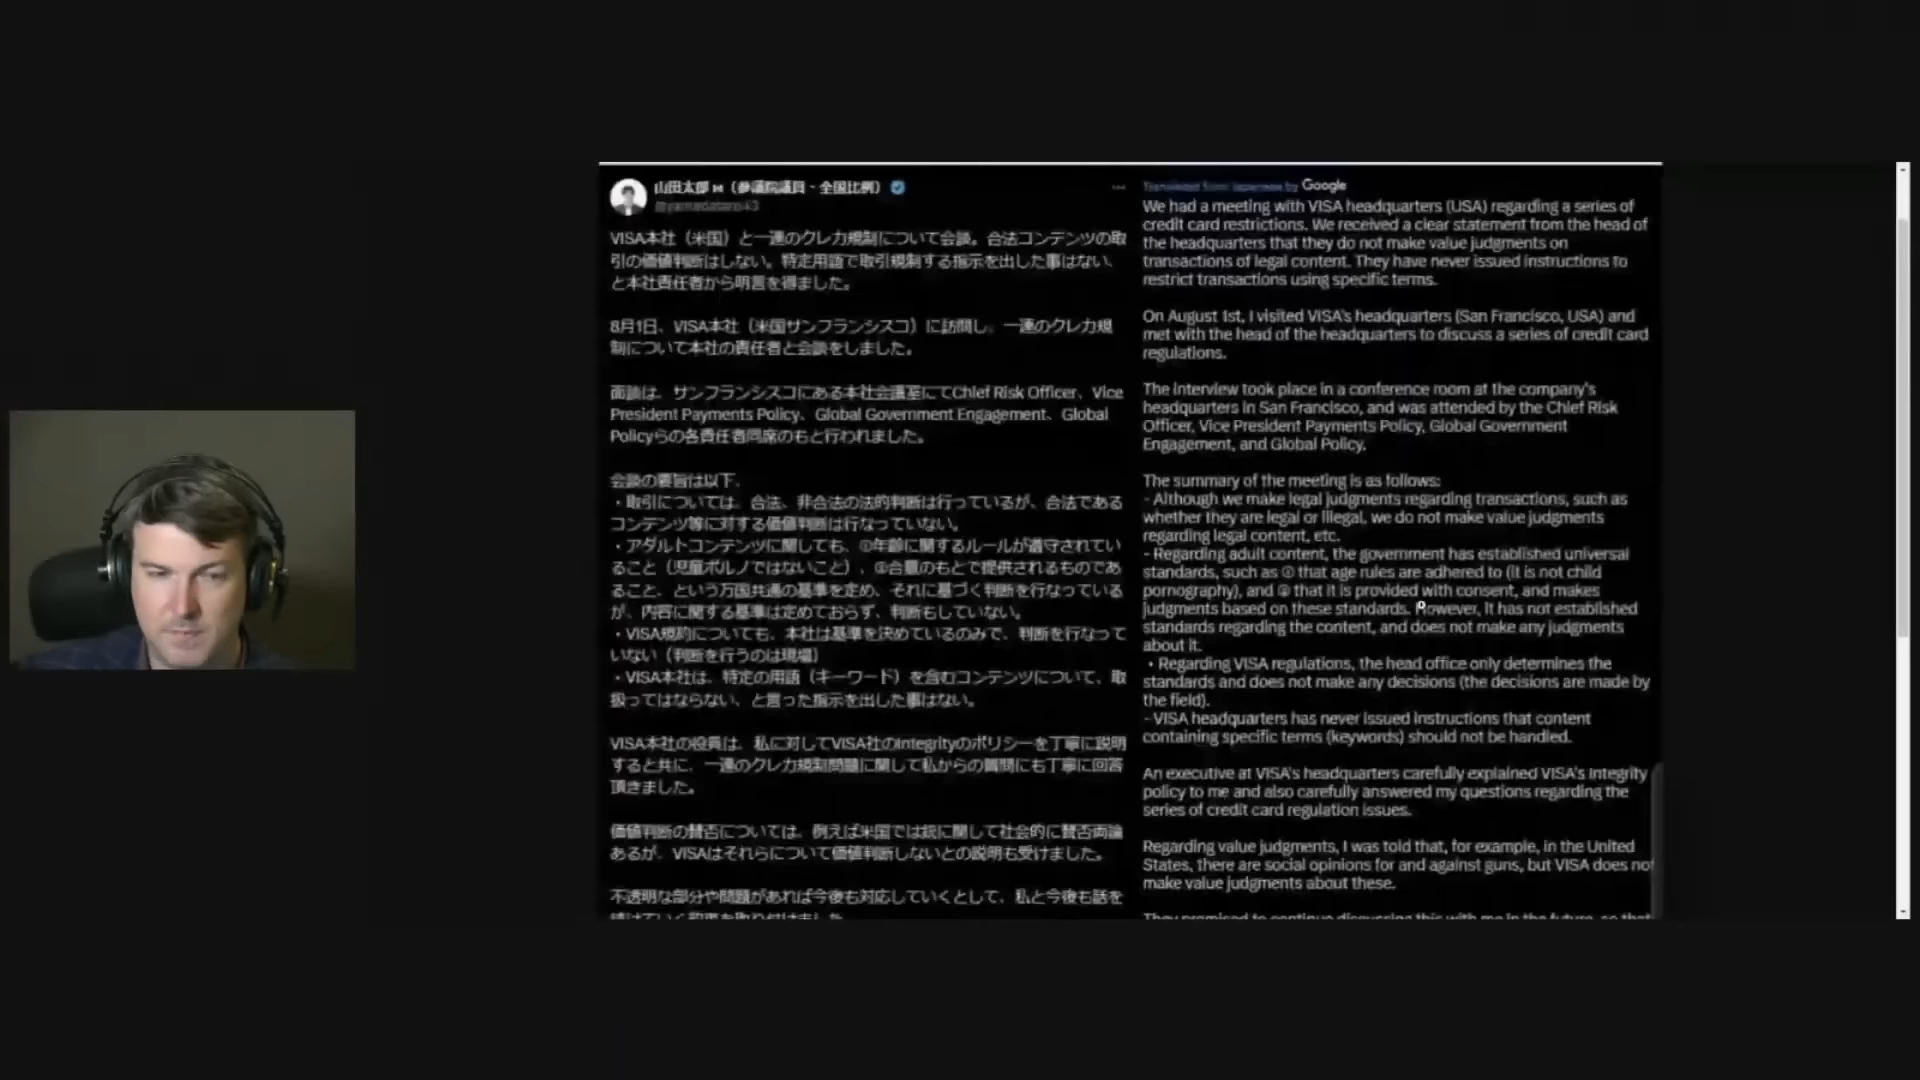 山田太郎 （参議院議員 - 全国比例）
@yamadataro43
VISA本社（米国）と一連のクレカ規制について会談。合法コンテンツの取
引の価値判断はしない。特定用語で取引規制する指示を出した事はない、
と本社責任者から明言を得ました。
8月1日、VISA本社（米国サンフランシスコ）に訪問し、一連のクレカ規
制について本社の責任者と会談をしました。
面談は、サンフランシスコにある本社会議室にてChief Risk Officer、Vice
President Payments Policy、Global Government Engagement、Global
Policyらの各責任者同席のもと行われました。
会談の要旨は以下、
・取引については、合法、非合法の法的判断は行っているが、合法である
コンテンツ等に対する価値判断は行なっていない。
・アダルトコンテンツに関しても、①年齢に関するルールが遵守されてい
ること（児童ポルノではないこと）、②合意のもとで提供されるものであ
ること、という万国共通の基準を定め、それに基づく判断を行なっている
が、内容に関する基準は定めておらず、判断もしていない。
・VISA規約についても、本社は基準を決めているのみで、判断を行なって
いない（判断を行うのは現場）
・VISA本社は、特定の用語（キーワード）を含むコンテンツについて、取
扱ってはならない、と言った指示を出した事はない。
VISA本社の役員は、私に対してVISA社のIntegrityのポリシーを丁寧に説明
すると共に、一連のクレカ規制問題に関して私からの質問にも丁寧に回答
頂きました。
価値判断の賛否については、例えば米国では銃に関して社会的に賛否両論
あるが、VISAはそれらについて価値判断しないとの説明も受けました。
不透明な部分や問題があれば今後も対応していくとして、私と今後も話を
Translated from Japanese by Google
We had a meeting with VISA headquarters (USA) regarding a series of
credit card restrictions. We received a clear statement from the head of
the headquarters that they do not make value judgments on
transactions of legal content. They have never issued instructions to
restrict transactions using specific terms.
On August 1st, I visited VISA's headquarters (San Francisco, USA) and
met with the head of the headquarters to discuss a series of credit card
regulations.
The interview took place in a conference room at the company's
headquarters in San Francisco, and was attended by the Chief Risk
Officer, Vice President Payments Policy, Global Government
Engagement, and Global Policy.
The summary of the meeting is as follows:
- Although we make legal judgments regarding transactions, such as
whether they are legal or illegal, we do not make value judgments
regarding legal content, etc.
- Regarding adult content, the government has established universal
standards, such as ① that age rules are adhered to (it is not child
pornography), and ② that it is provided with consent, and makes
judgments based on these standards. However, it has not established
standards regarding the content, and does not make any judgments
about it.
・Regarding VISA regulations, the head office only determines the
standards and does not make any decisions (the decisions are made by
the field).
- VISA headquarters has never issued instructions that content
containing specific terms (keywords) should not be handled.
An executive at VISA's headquarters carefully explained VISA's Integrity
policy to me and also carefully answered my questions regarding the
series of credit card regulation issues.
Regarding value judgments, I was told that, for example, in the United
States, there are social opinions for and against guns, but VISA does not
make value judgments about these.
They promised to continue discussing this with me in the future, so that